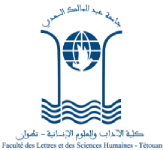 جامعة عبد المالك السعدي
كلية الآداب والعلوم الإنسانية - تطوان
Faculté des Lettres et des Sciences Humaines - Tétouan